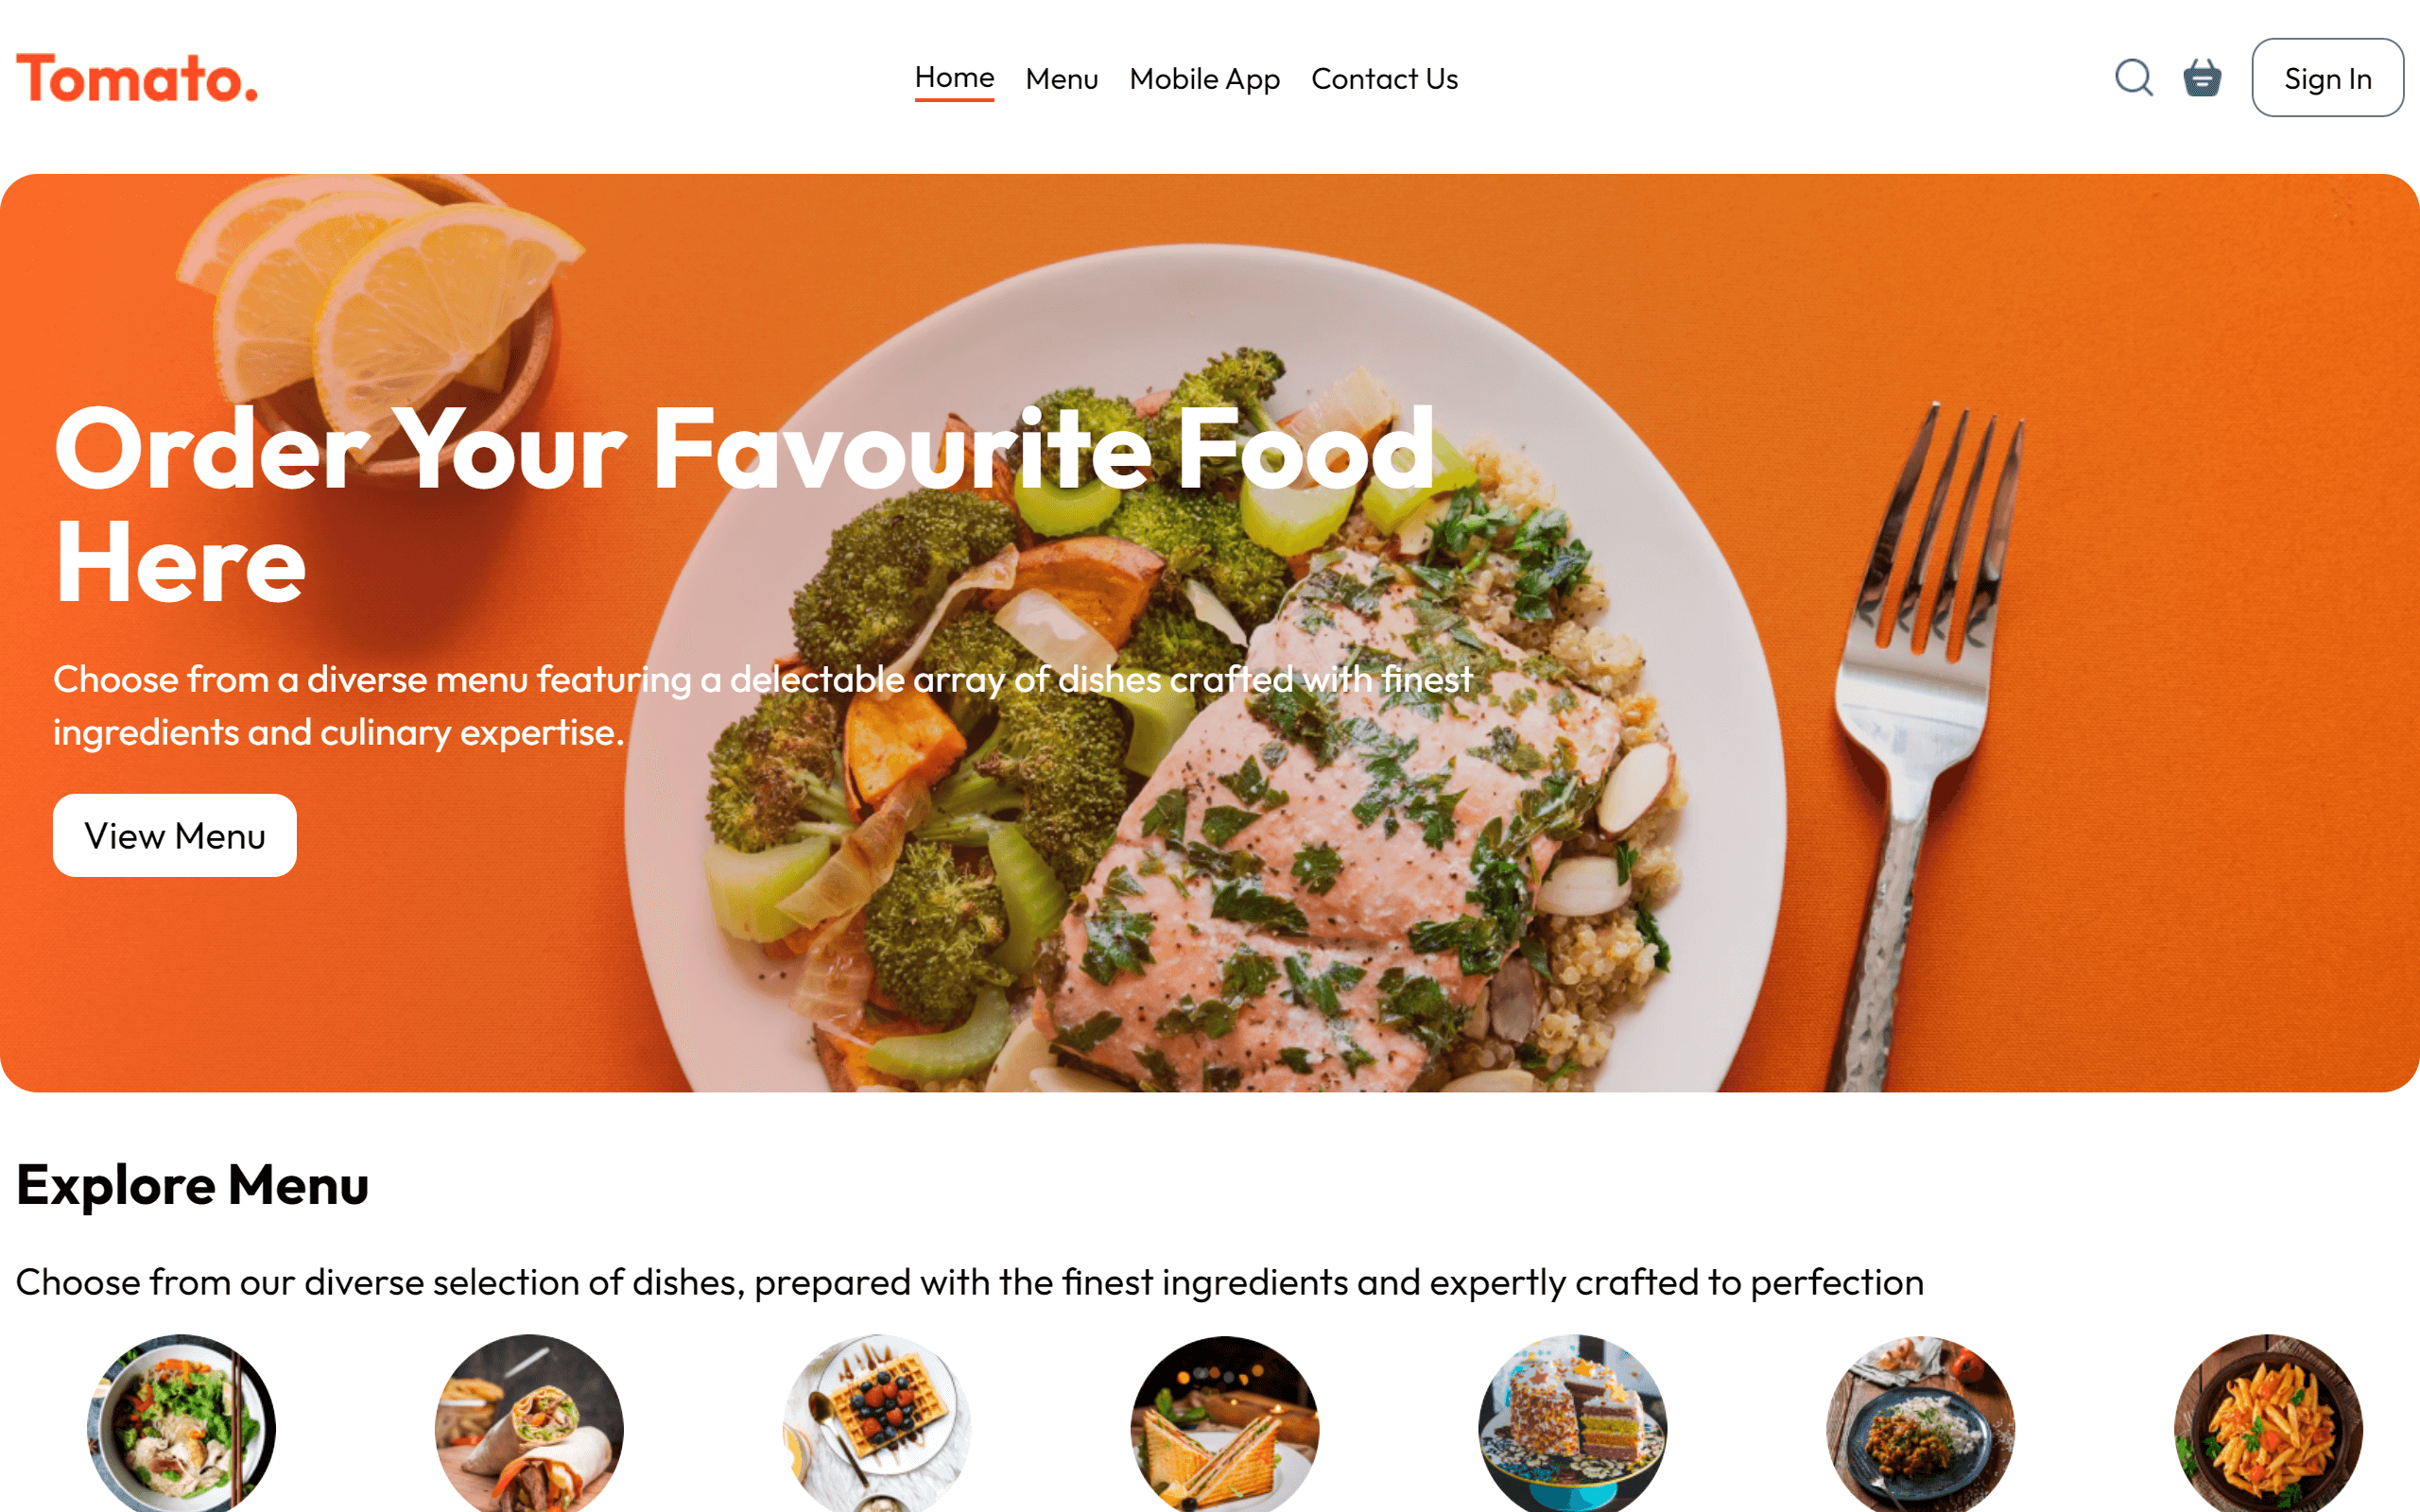 Tomato.
Home Menu Mobile App Contact Us
Sign In
Order Your Favourite Food
Here
Choose from a diverse menu featuring a delectable array of dishes crafted with finest
ingredients and culinary expertise.
View Menu
Explore Menu
Choose from our diverse selection of dishes, prepared with the finest ingredients and expertly crafted to perfection